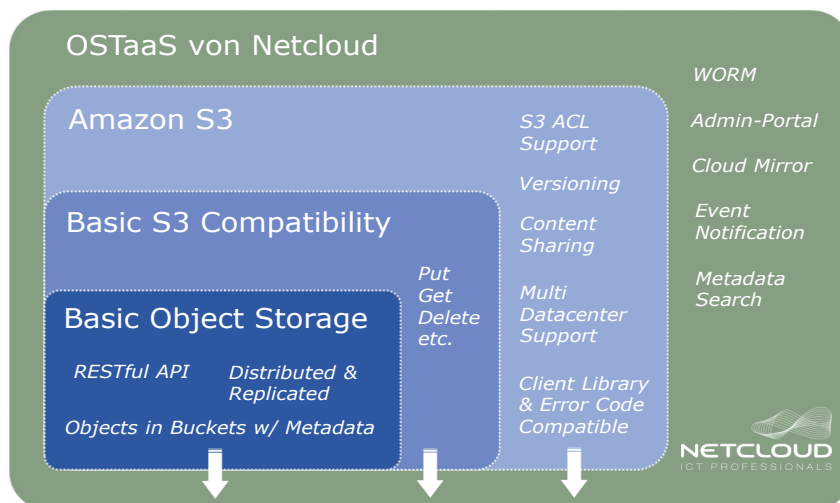 OSTaaS von Netcloud
WORM
Admin-Portal
Cloud Mirror
Event
Notification
Metadata
Search
Amazon S3
S3 ACL
Support
Versioning
Content
Sharing
Multi
Datacenter
Support
Client Library
& Error Code
Compatible
Basic S3 Compatibility
Put
Get
Delete
etc.
Basic Object Storage
RESTful API
Distributed &
Replicated
Objects in Buckets w/ Metadata
NETCLOUD
ICT PROFESSIONALS